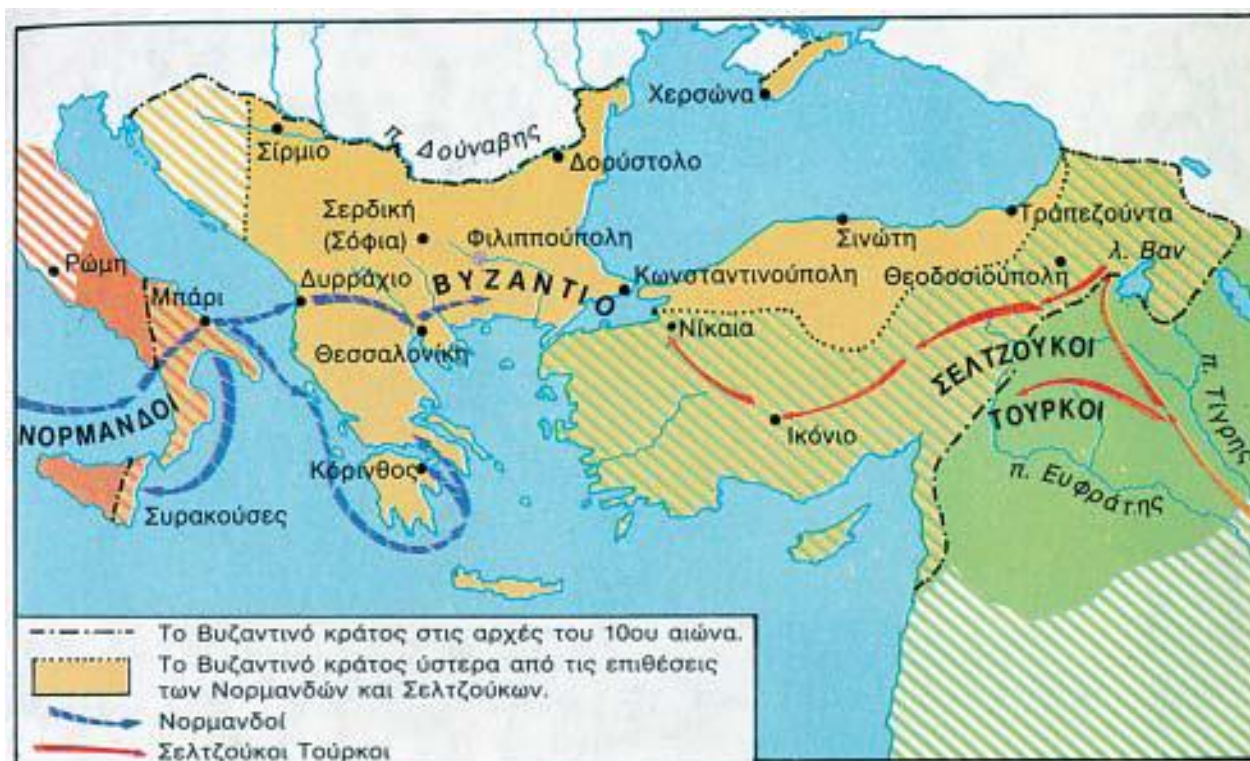 Χερσώνα
π. Δούναβης
Σίρμιο
Δορύστολο
Σερδική
(Σόφια)
Φιλιππούπολη
Τραπεζούντα
Σινώτη
λ. Βαν
Ρώμη
Δυρράχιο
ΒΥΖΑΝΤΙΟ
Κωνσταντινούπολη
Θεοδοσιούπολη
Μπάρι
Νίκαια
Θεσσαλονίκη
ΣΕΛΤΖΟΥΚΟΙ
ΤΟΥΡΚΟΙ
π. Τίγρης
ΝΟΡΜΑΝΔΟΙ
Ικόνιο
Κόρινθος
π. Ευφράτης
Συρακούσες
Το Βυζαντινό κράτος στις αρχές του 10ου αιώνα.
Το Βυζαντινό κράτος ύστερα από τις επιθέσεις
των Νορμανδών και Σελτζούκων.
Νορμανδοί
Σελτζούκοι Τούρκοι